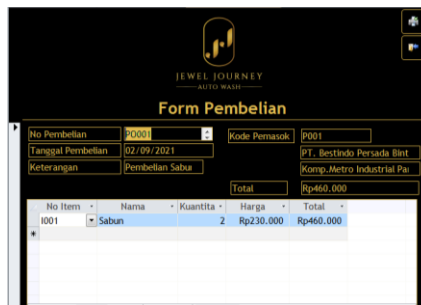 JEWEL JOURNEY
AUTO WASH
Form Pembelian
No Pembelian PO001 Kode Pemasok P001
Tanggal Pembelian 02/09/2021 PT. Bestindo Persada Bint
Keterangan Pembelian Sabu Komp.Metro Industrial Pa
Total Rp460.000
No Item Nama Kuantita Harga Total
I001 Sabun 2 Rp230.000 Rp460.000